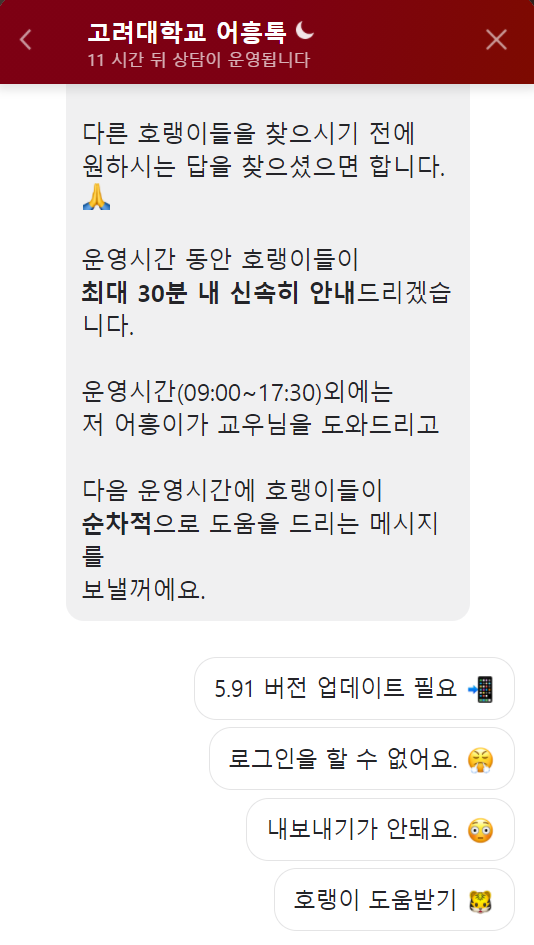 고려대학교 어흥톡
11 시간 뒤 상담이 운영됩니다
다른 호랭이들을 찾으시기 전에
원하시는 답을 찾으셨으면 합니다.
🙏
운영시간 동안 호랭이들이
최대 30분 내 신속히 안내드리겠습
니다.
운영시간(09:00~17:30)외에는
저 어흥이가 교우님을 도와드리고
다음 운영시간에 호랭이들이
순차적으로 도움을 드리는 메시지
를
보낼꺼에요.
5.91 버전 업데이트 필요 📲
로그인을 할 수 없어요. 😤
내보내기가 안돼요. 😳
호랭이 도움받기 🐯